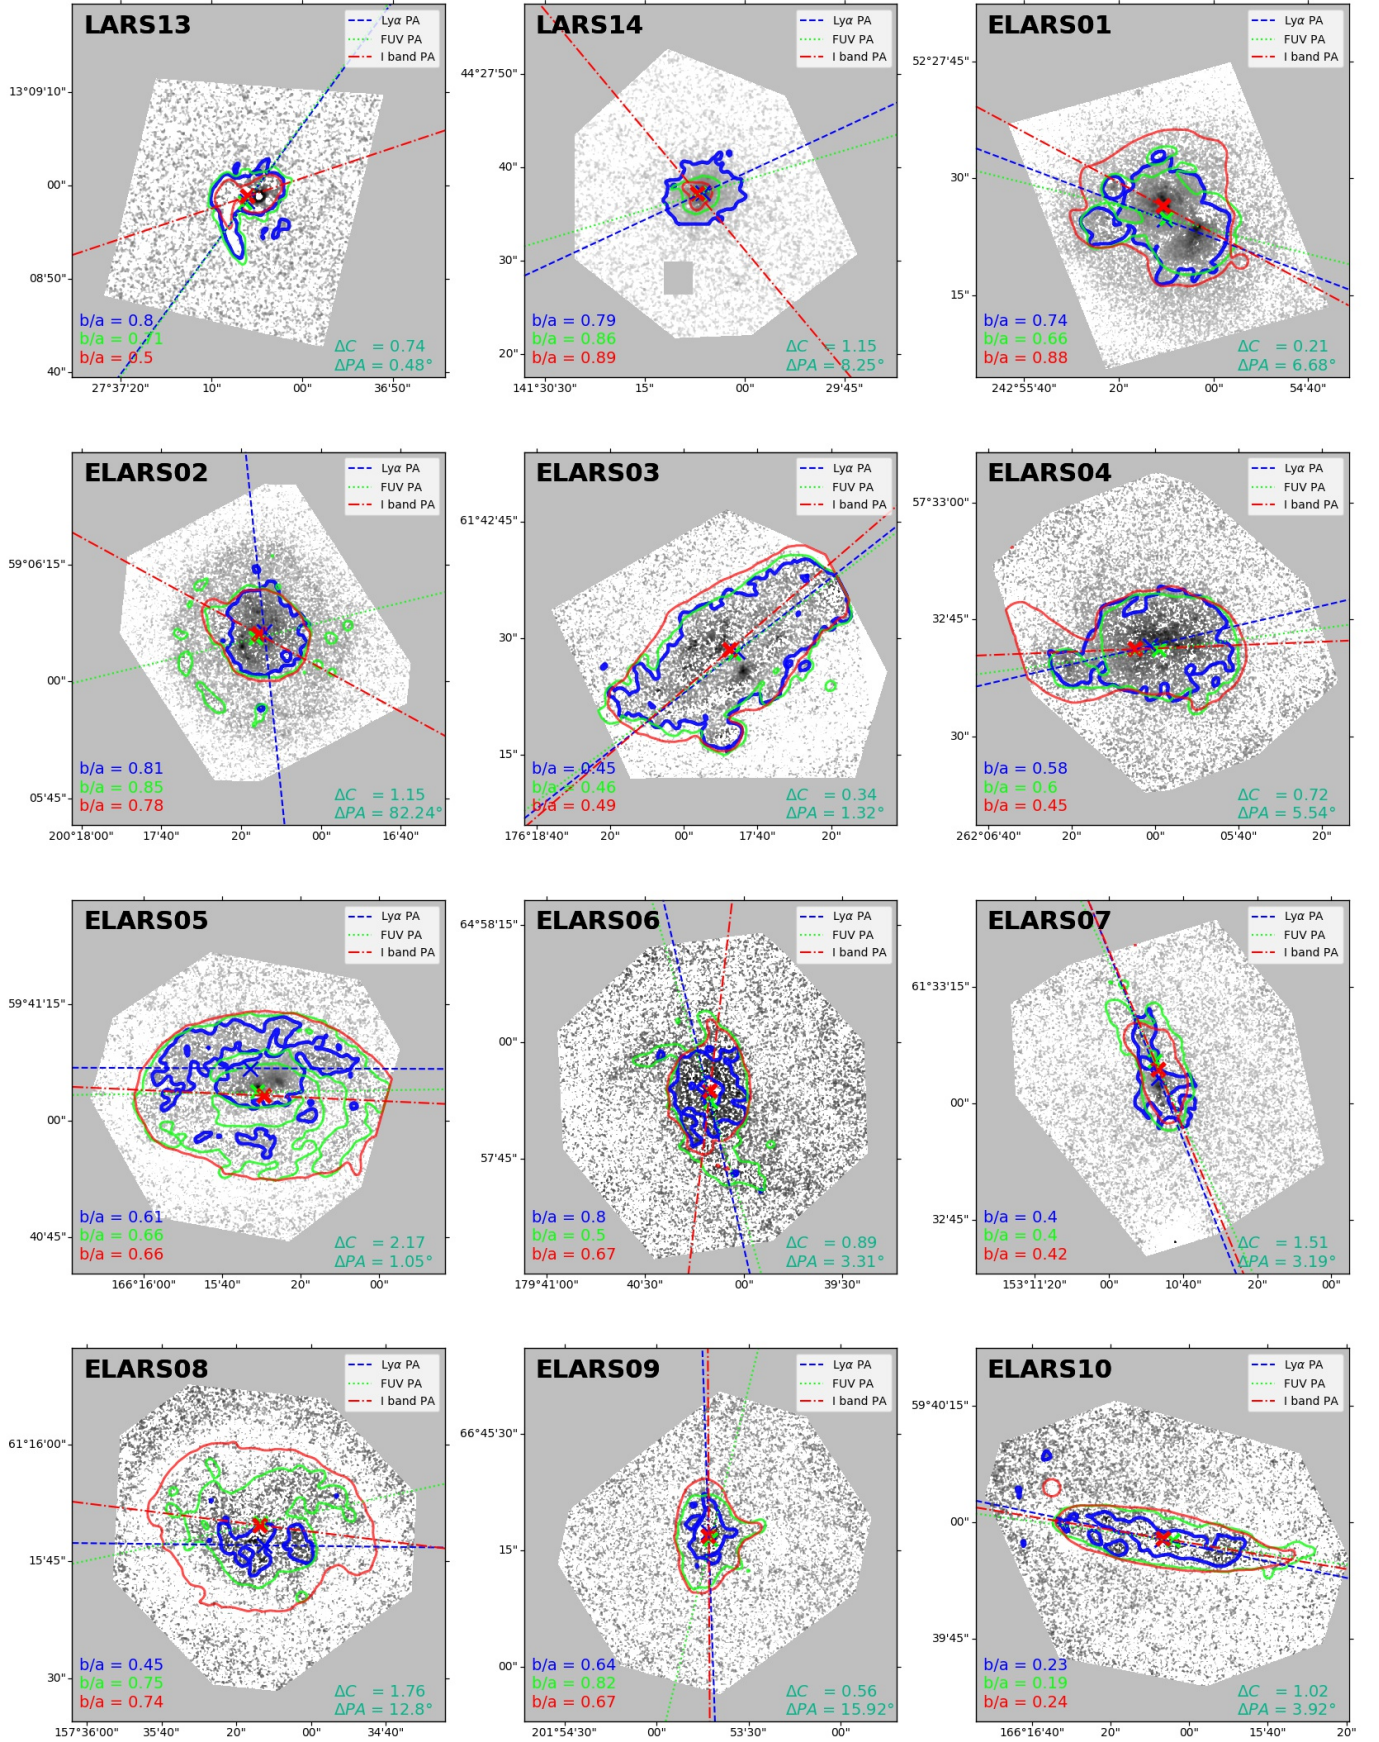 LARS13
Lyα PA
FUV PA
I band PA
13°09'10"
00"
08'50"
40"
b/a = 0.8
b/a = 0.71
b/a = 0.5
ΔC = 0.74
ΔPA = 0.48°
27°37'20" 10" 00" 36'50"
LARS14
Lyα PA
FUV PA
I band PA
44°27'50"
40"
30"
20"
b/a = 0.79
b/a = 0.86
b/a = 0.89
ΔC = 1.15
ΔPA = 8.25°
141°30'30" 15" 00" 29'45"
ELARS01
Lyα PA
FUV PA
I band PA
52°27'45"
30"
15"
b/a = 0.74
b/a = 0.66
b/a = 0.88
ΔC = 0.21
ΔPA = 6.68°
242°55'40" 20" 00" 54'40"
ELARS02
Lyα PA
FUV PA
I band PA
59°06'15"
00"
05'45"
b/a = 0.81
b/a = 0.85
b/a = 0.78
ΔC = 1.15
ΔPA = 82.24°
200°18'00" 17'40" 20" 00" 16'40"
ELARS03
Lyα PA
FUV PA
I band PA
61°42'45"
30"
15"
b/a = 0.45
b/a = 0.46
b/a = 0.49
ΔC = 0.34
ΔPA = 1.32°
176°18'40" 20" 00" 17'40" 20"
ELARS04
Lyα PA
FUV PA
I band PA
57°33'00"
32'45"
30"
b/a = 0.58
b/a = 0.6
b/a = 0.45
ΔC = 0.72
ΔPA = 5.54°
262°06'40" 20" 00" 05'40" 20"
ELARS05
Lyα PA
FUV PA
I band PA
59°41'15"
00"
40'45"
b/a = 0.61
b/a = 0.66
b/a = 0.66
ΔC = 2.17
ΔPA = 1.05°
166°16'00" 15'40" 20" 00"
ELARS06
Lyα PA
FUV PA
I band PA
64°58'15"
00"
57'45"
b/a = 0.8
b/a = 0.5
b/a = 0.67
ΔC = 0.89
ΔPA = 3.31°
179°41'00" 40'30" 00" 39'30"
ELARS07
Lyα PA
FUV PA
I band PA
61°33'15"
00"
32'45"
b/a = 0.4
b/a = 0.4
b/a = 0.42
ΔC = 1.51
ΔPA = 3.19°
153°11'20" 00" 10'40" 20" 00"
ELARS08
Lyα PA
FUV PA
I band PA
61°16'00"
15'45"
30"
b/a = 0.45
b/a = 0.75
b/a = 0.74
ΔC = 1.76
ΔPA = 12.8°
157°36'00" 35'40" 20" 00" 34'40"
ELARS09
Lyα PA
FUV PA
I band PA
66°45'30"
15"
00"
b/a = 0.64
b/a = 0.82
b/a = 0.67
ΔC = 0.56
ΔPA = 15.92°
201°54'30" 00" 53'30" 00"
ELARS10
Lyα PA
FUV PA
I band PA
59°40'15"
00"
39'45"
b/a = 0.23
b/a = 0.19
b/a = 0.24
ΔC = 1.02
ΔPA = 3.92°
166°16'40" 20" 00" 15'40" 20"